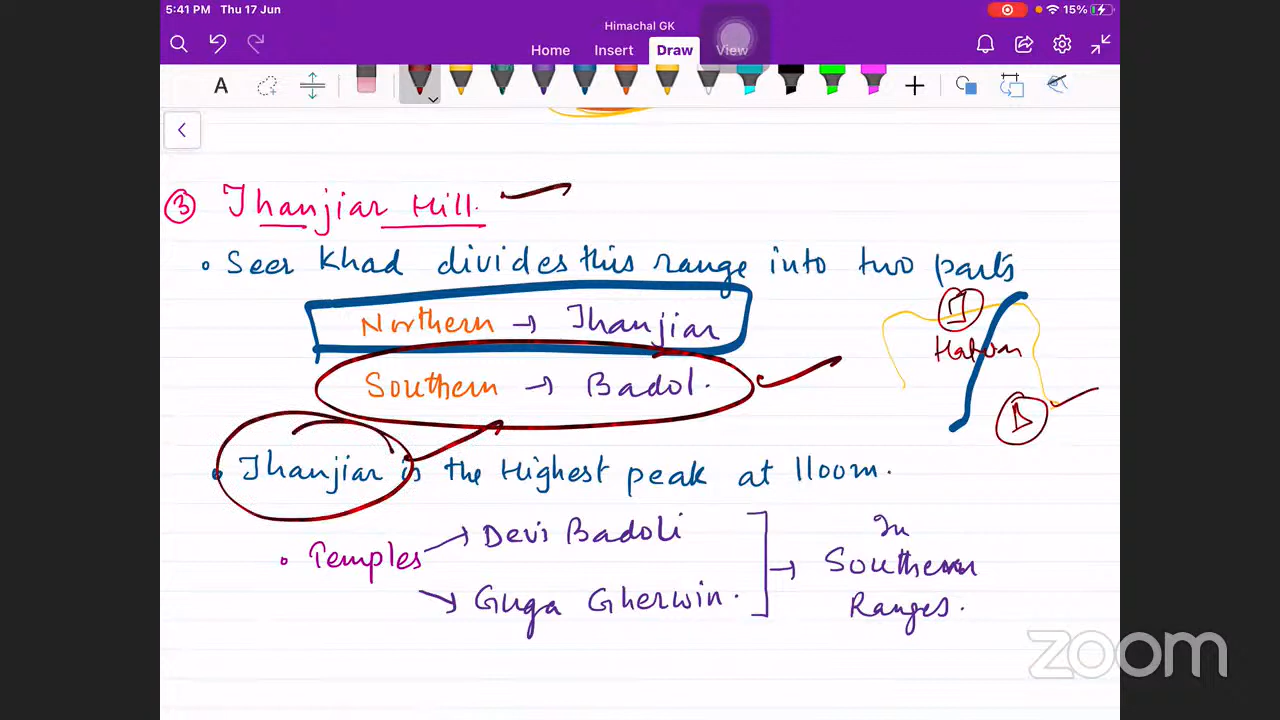 5:41 PM Thu 17 Jun
15%
Himachal GK
Home Insert Draw View
A
③ Jhanjiar Hill.
• Seer Khad divides this range into two parts
Northern → Jhanjiar
Southern → Badol.
J
D
• Jhanjiar is the Highest peak at 1100m.
• Temples → Devi Badoli
→ Guga Gherwin.
→ In
Southern
Ranges.
zoom